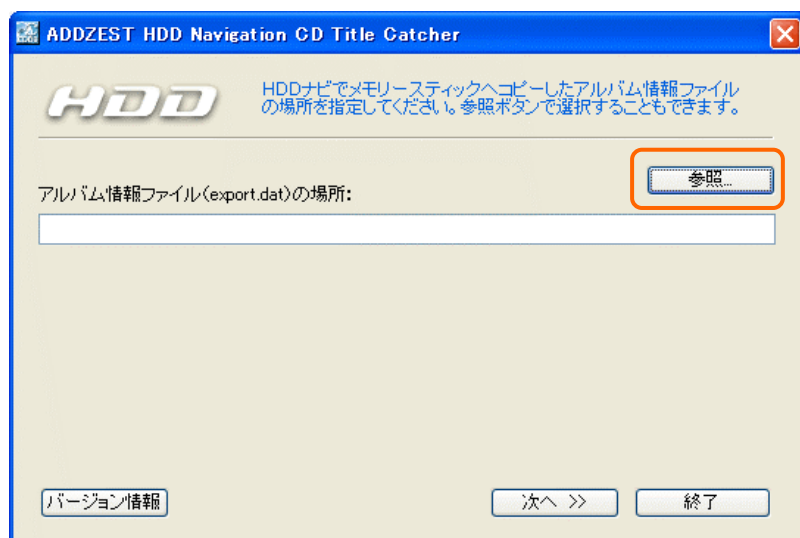 ADDZEST HDD Navigation CD Title Catcher
HDD
HDDナビでメモリースティックへコピーしたアルバム情報ファイル
の場所を指定してください。参照ボタンで選択することもできます。
参照...
アルバム情報ファイル(export.dat)の場所:
バージョン情報
次へ >>
終了